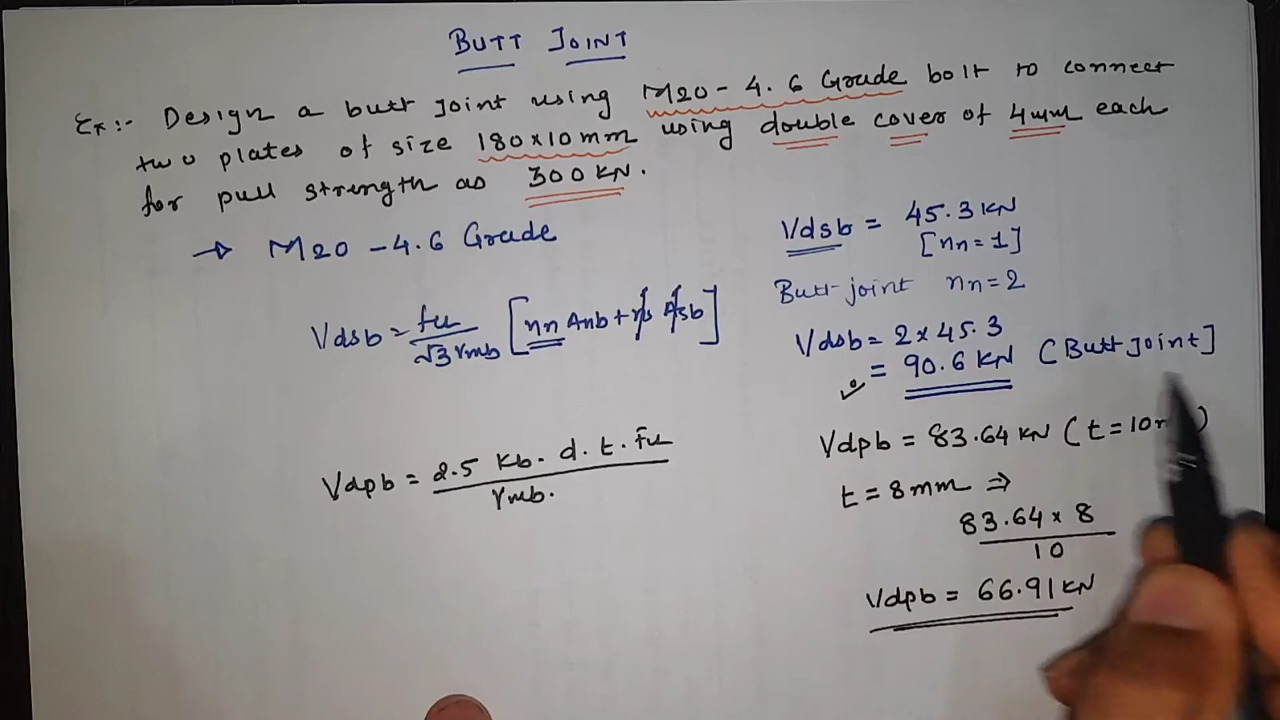 BUTT JOINT
Ex:- Design a butt joint using M20-4.6 Grade bolt to connect
two plates of size 180x10mm using double cover of 4mm each
for pull strength as 300 KN.
→ M20 -4.6 Grade
Vdsb = fu / √3 γmb [nn Anb + ns Asb]
Vdpb = 2.5 Kb. d. t. fu / γmb.
Vdsb = 45.3 KN
[nn = 1]
Butt-joint nn = 2
Vdsb = 2 x 45.3
= 90.6 KN (Butt Joint]
Vdpb = 83.64 KN (t = 10m )
t = 8mm ⇒
83.64 x 8
10
Vdpb = 66.91 KN